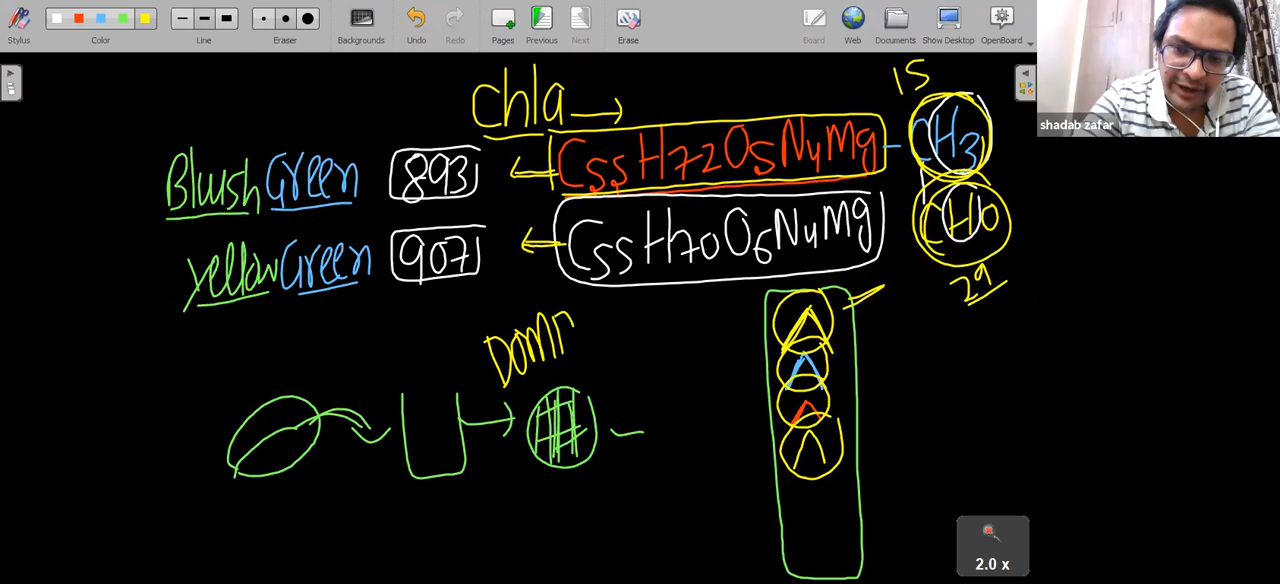 Stylus
Color
Line
Eraser
Backgrounds
Undo
Redo
Pages
Previous
Next
Erase
Board
Web
Documents
Show Desktop
OpenBoard
shadab zafar
15
Chla
Bluish Green 893 C55H72O5N4Mg - CH3
Yellow Green 907 C55H70O6N4Mg CHO
29
2.0 x